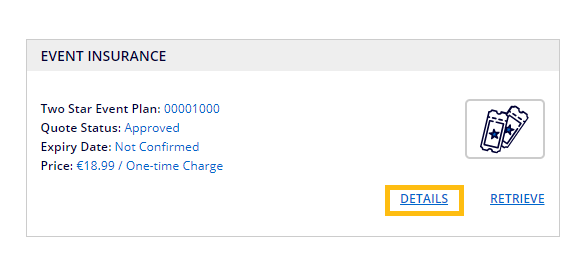 EVENT INSURANCE
Two Star Event Plan: 00001000
Quote Status: Approved
Expiry Date: Not Confirmed
Price: €18.99 / One-time Charge
DETAILS RETRIEVE